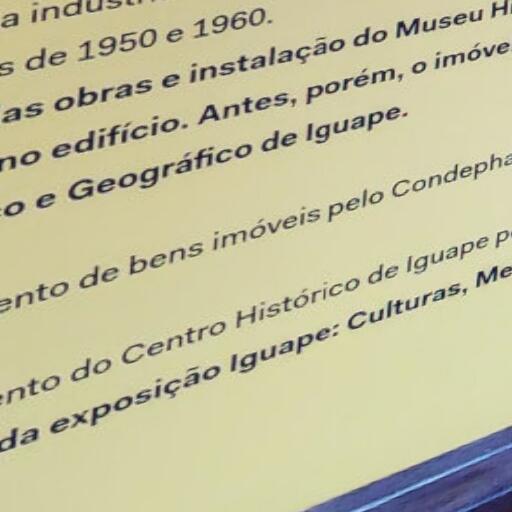 a indus
s de 1950 e 1960.
as obras e instalação do Museu H
no edifício. Antes, porém, o imóve
o e Geográfico de Iguape.
ento de bens imóveis pelo Condepha
ento do Centro Histórico de Iguape p
da exposição Iguape: Culturas, Me